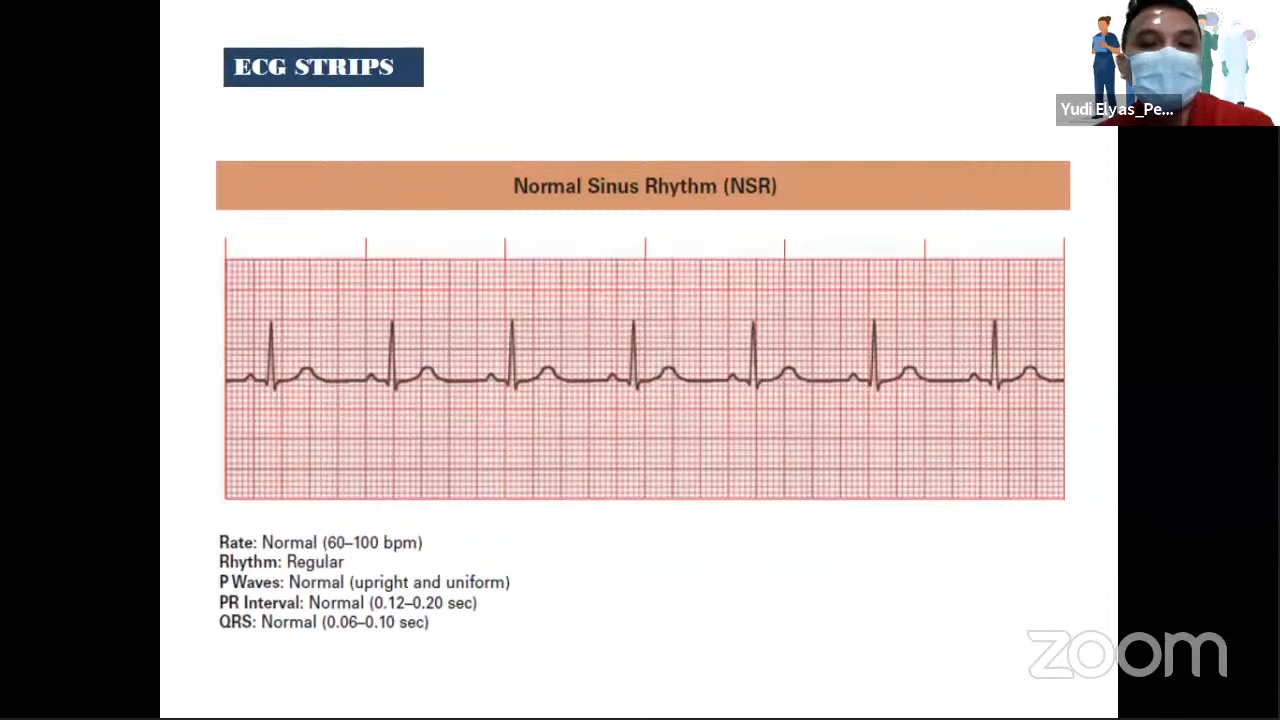 ECG STRIPS
Yudi Elyas_Pe...
Normal Sinus Rhythm (NSR)
Rate: Normal (60–100 bpm)
Rhythm: Regular
P Waves: Normal (upright and uniform)
PR Interval: Normal (0.12–0.20 sec)
QRS: Normal (0.06–0.10 sec)
zoom